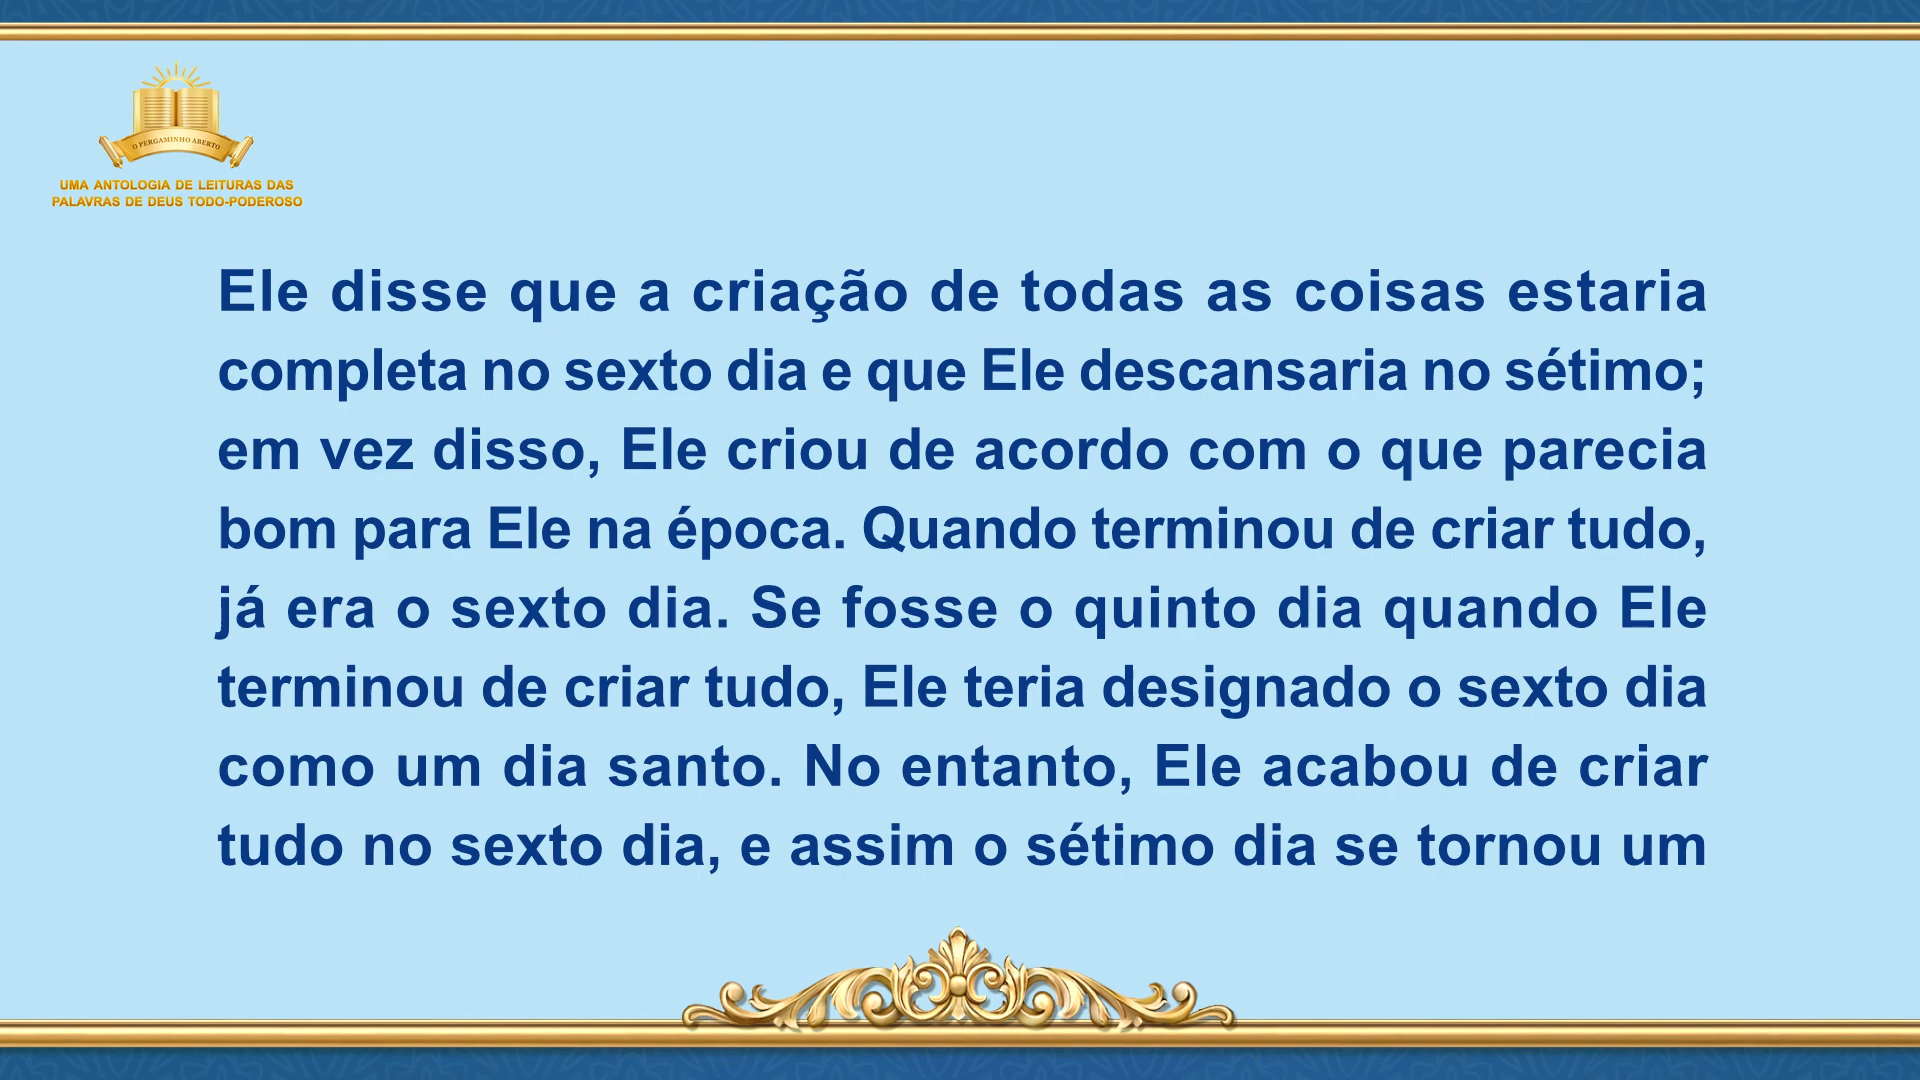 O PERGAMINHO ABERTO
UMA ANTOLOGIA DE LEITURAS DAS
PALAVRAS DE DEUS TODO-PODEROSO
Ele disse que a criação de todas as coisas estaria
completa no sexto dia e que Ele descansaria no sétimo;
em vez disso, Ele criou de acordo com o que parecia
bom para Ele na época. Quando terminou de criar tudo,
já era o sexto dia. Se fosse o quinto dia quando Ele
terminou de criar tudo, Ele teria designado o sexto dia
como um dia santo. No entanto, Ele acabou de criar
tudo no sexto dia, e assim o sétimo dia se tornou um